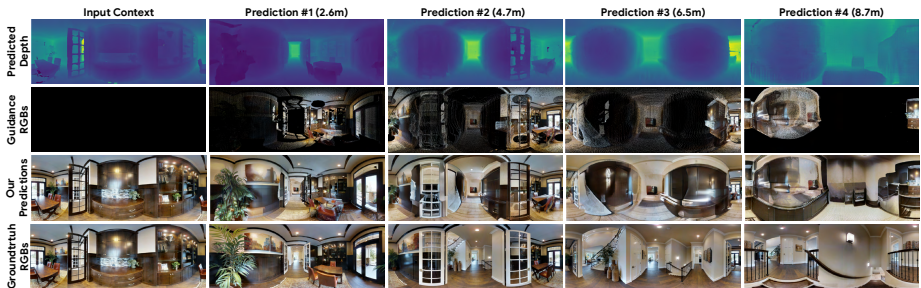 Input Context
Prediction #1 (2.6m)
Prediction #2 (4.7m)
Prediction #3 (6.5m)
Prediction #4 (8.7m)
Predicted
Depth
Guidance
RGBs
Our
Predictions
Groundtrtuh
RGBs